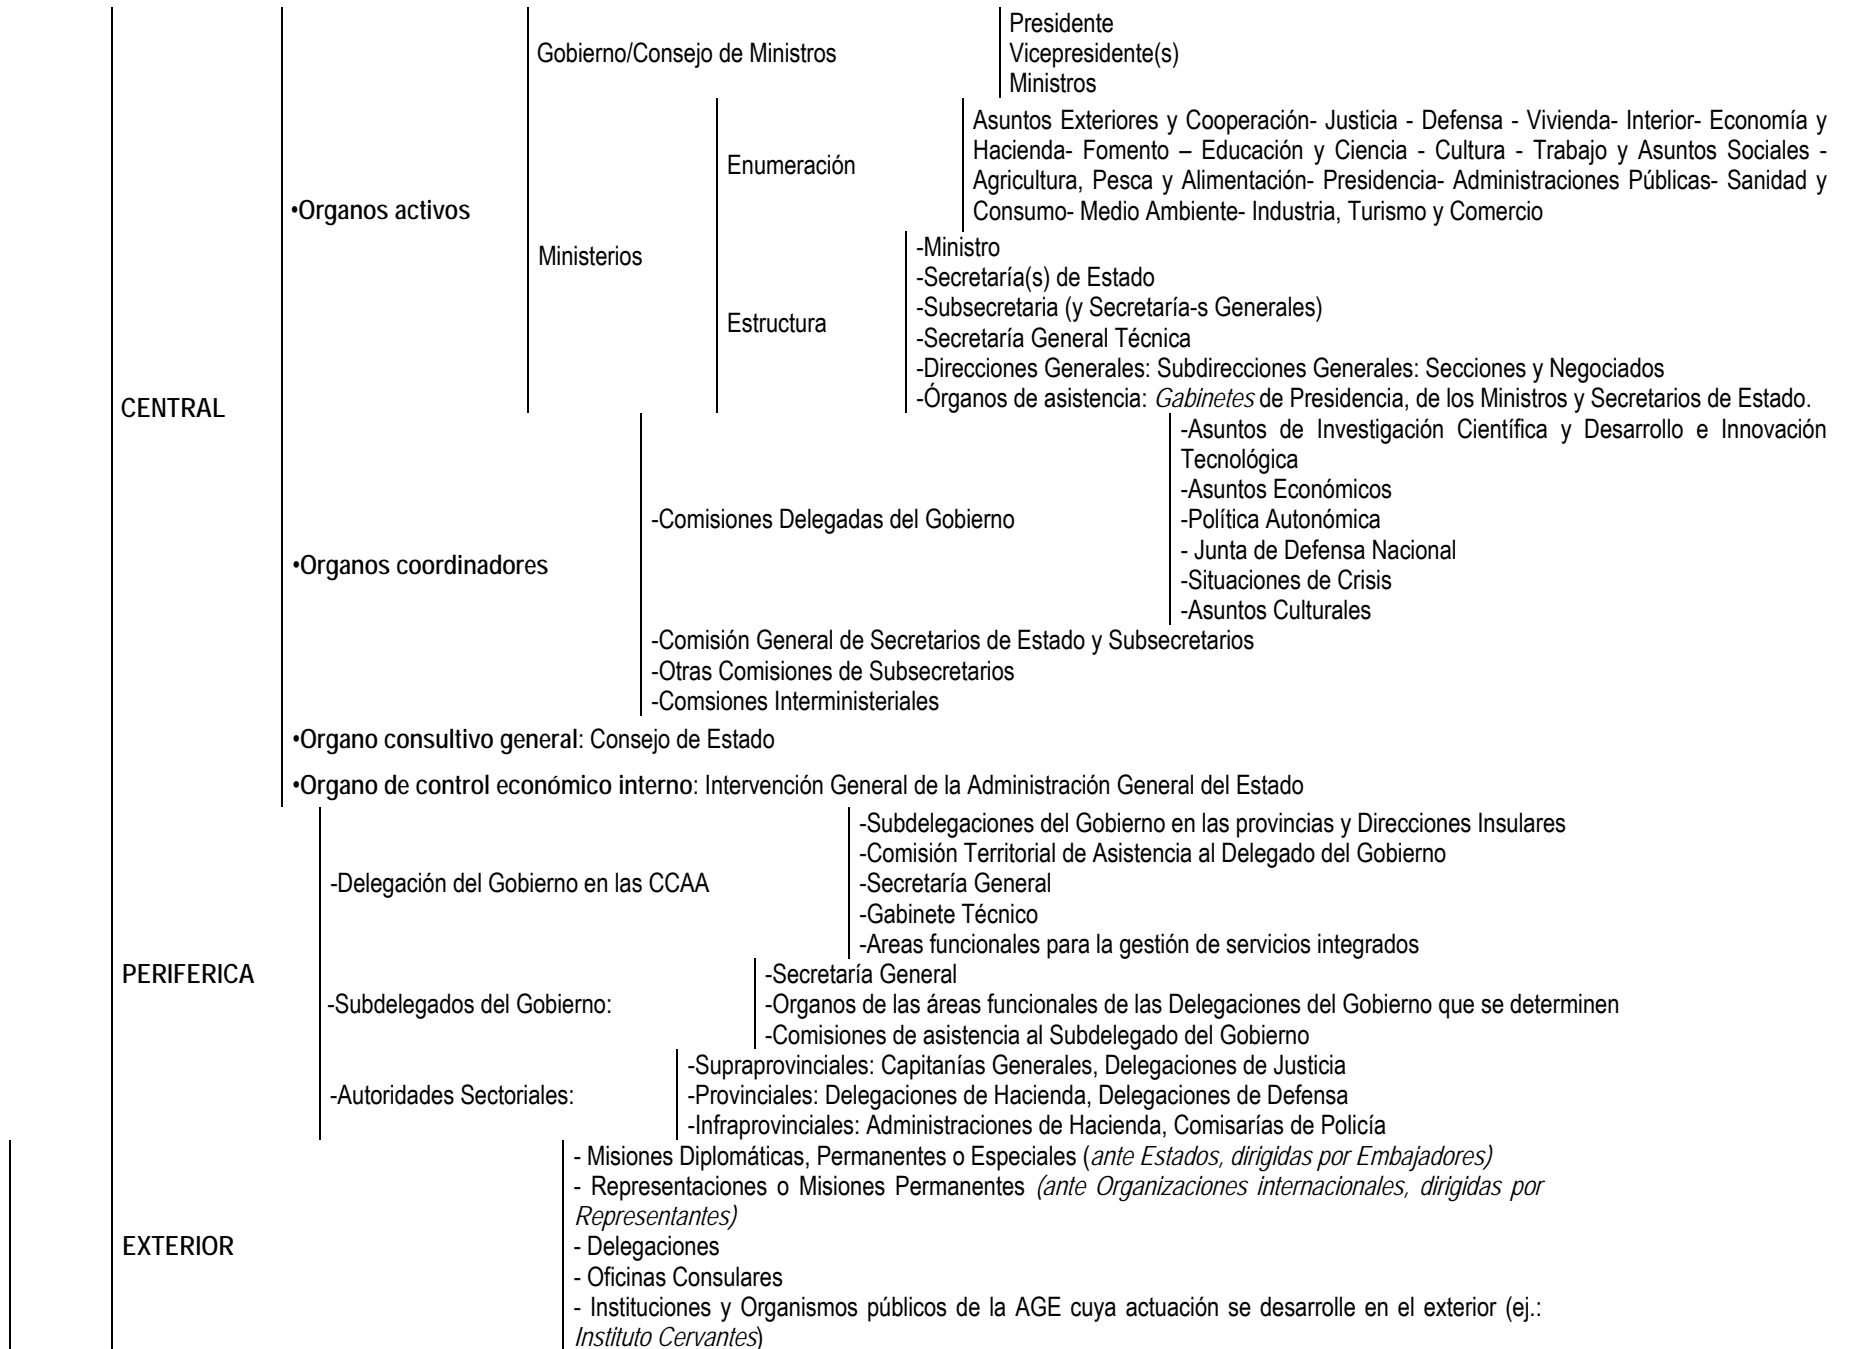 CENTRAL
•Organos activos
Gobierno/Consejo de Ministros
Presidente
Vicepresidente(s)
Ministros
Ministerios
Enumeración
Asuntos Exteriores y Cooperación- Justicia - Defensa - Vivienda- Interior- Economía y
Hacienda- Fomento – Educación y Ciencia - Cultura - Trabajo y Asuntos Sociales -
Agricultura, Pesca y Alimentación- Presidencia- Administraciones Públicas- Sanidad y
Consumo- Medio Ambiente- Industria, Turismo y Comercio
Estructura
-Ministro
-Secretaría(s) de Estado
-Subsecretaria (y Secretaría-s Generales)
-Secretaría General Técnica
-Direcciones Generales: Subdirecciones Generales: Secciones y Negociados
-Órganos de asistencia: Gabinetes de Presidencia, de los Ministros y Secretarios de Estado.
•Organos coordinadores
-Comisiones Delegadas del Gobierno
-Asuntos de Investigación Científica y Desarrollo e Innovación
Tecnológica
-Asuntos Económicos
-Política Autonómica
- Junta de Defensa Nacional
-Situaciones de Crisis
-Asuntos Culturales
-Comisión General de Secretarios de Estado y Subsecretarios
-Otras Comisiones de Subsecretarios
-Comsiones Interministeriales
•Organo consultivo general: Consejo de Estado
•Organo de control económico interno: Intervención General de la Administración General del Estado
PERIFERICA
-Delegación del Gobierno en las CCAA
-Subdelegaciones del Gobierno en las provincias y Direcciones Insulares
-Comisión Territorial de Asistencia al Delegado del Gobierno
-Secretaría General
-Gabinete Técnico
-Areas funcionales para la gestión de servicios integrados
-Subdelegados del Gobierno:
-Secretaría General
-Organos de las áreas funcionales de las Delegaciones del Gobierno que se determinen
-Comisiones de asistencia al Subdelegado del Gobierno
-Autoridades Sectoriales:
-Supraprovinciales: Capitanías Generales, Delegaciones de Justicia
-Provinciales: Delegaciones de Hacienda, Delegaciones de Defensa
-Infraprovinciales: Administraciones de Hacienda, Comisarías de Policía
EXTERIOR
- Misiones Diplomáticas, Permanentes o Especiales (ante Estados, dirigidas por Embajadores)
- Representaciones o Misiones Permanentes (ante Organizaciones internacionales, dirigidas por
Representantes)
- Delegaciones
- Oficinas Consulares
- Instituciones y Organismos públicos de la AGE cuya actuación se desarrolle en el exterior (ej.:
Instituto Cervantes)